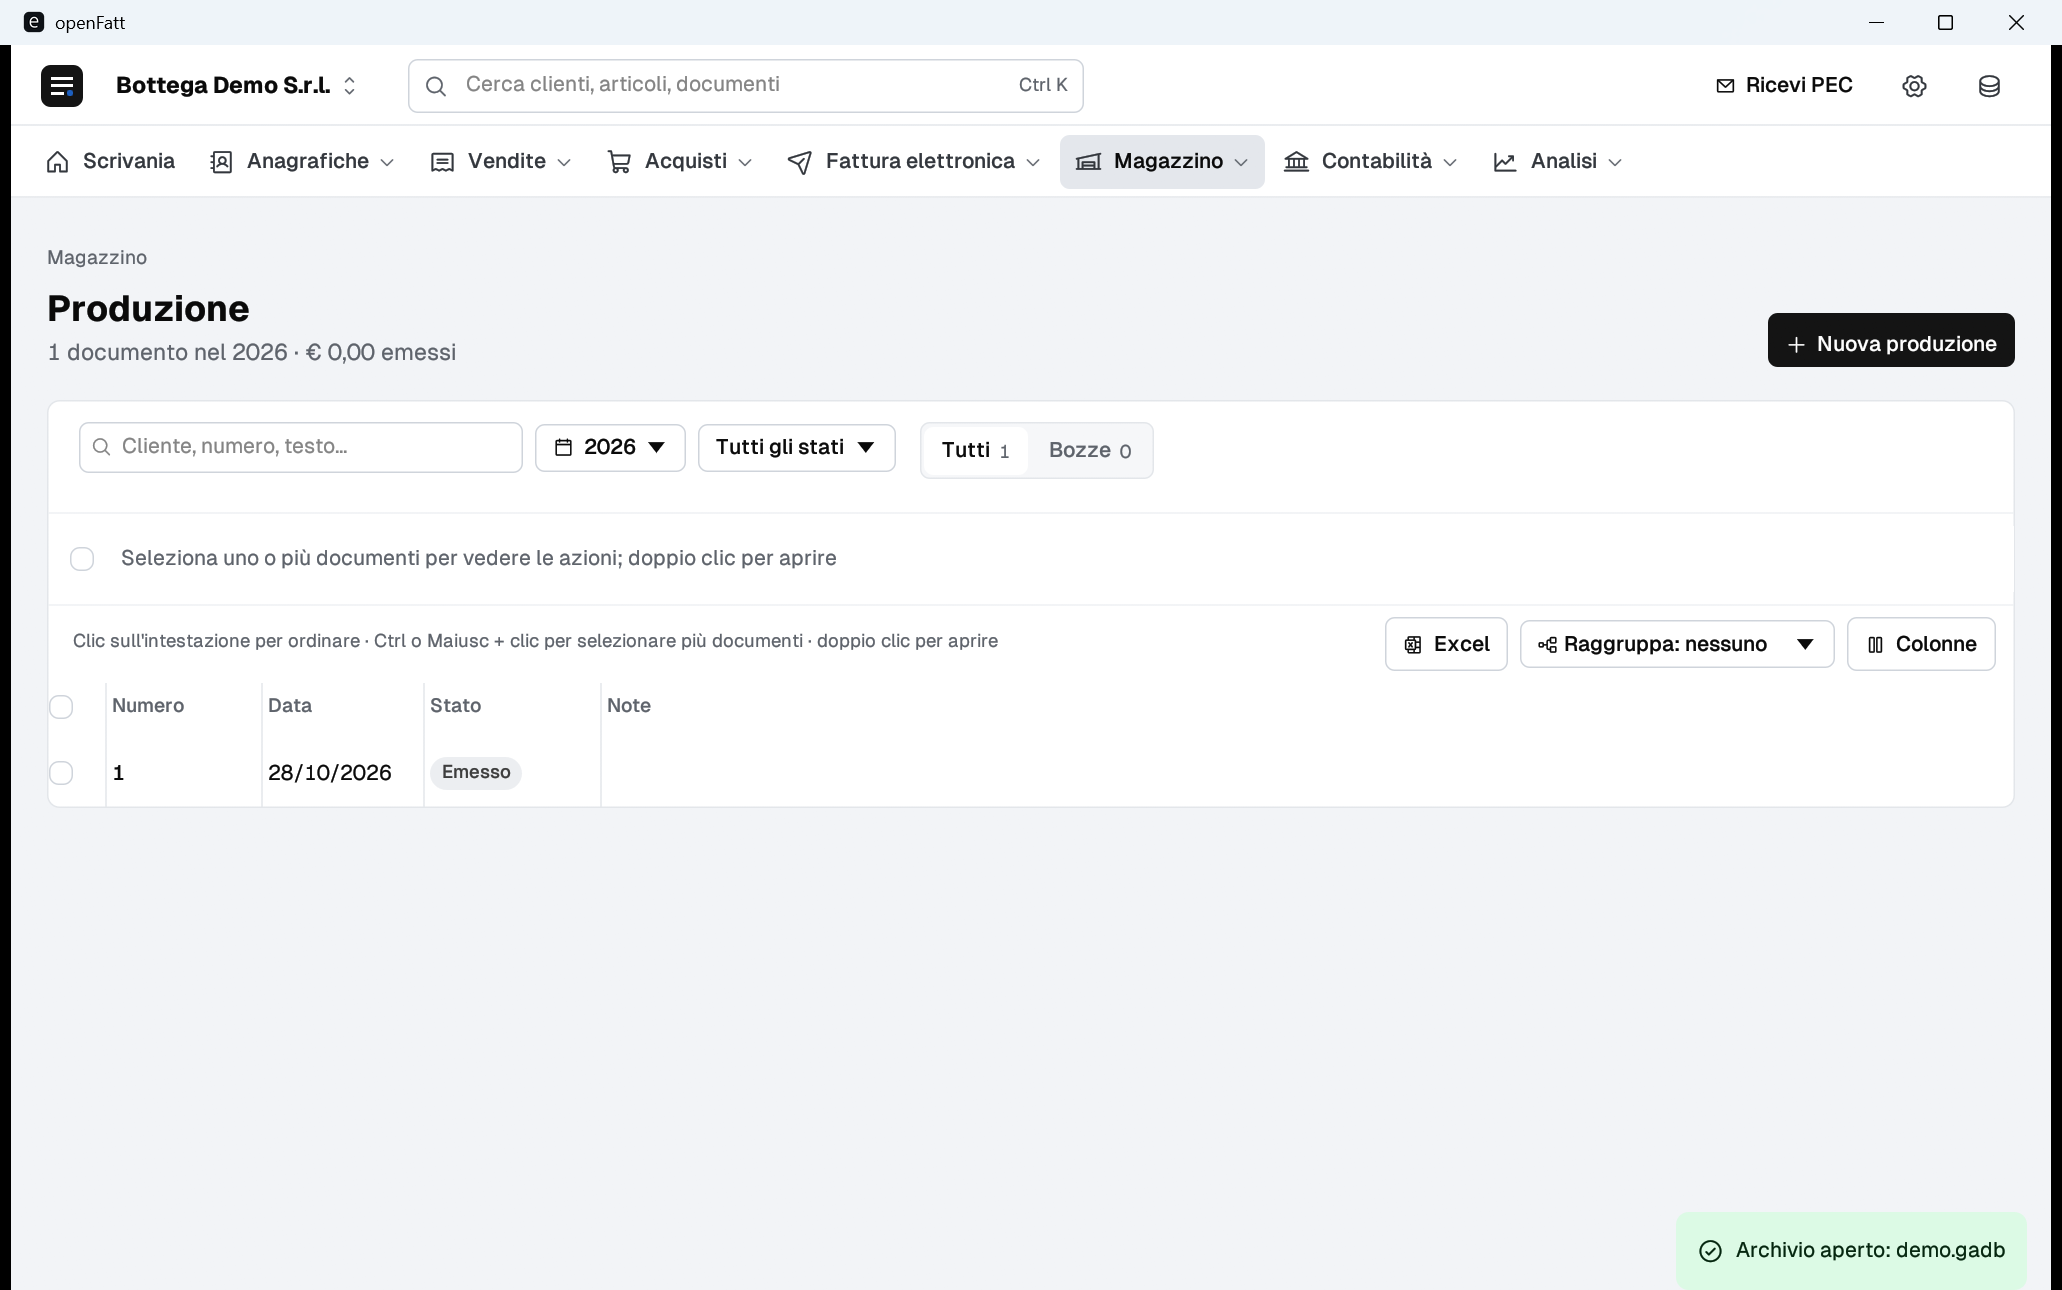 openFatt
Bottega Demo S.r.l.
Cerca clienti, articoli, documenti
Ctrl K
Ricevi PEC
Scrivania
Anagrafiche
Vendite
Acquisti
Fattura elettronica
Magazzino
Contabilità
Analisi
Magazzino
Produzione
1 documento nel 2026 · € 0,00 emessi
+ Nuova produzione
Cliente, numero, testo...
2026
Tutti gli stati
Tutti 1
Bozze 0
Seleziona uno o più documenti per vedere le azioni; doppio clic per aprire
Clic sull'intestazione per ordinare · Ctrl o Maiusc + clic per selezionare più documenti · doppio clic per aprire
Excel
Raggruppa: nessuno
Colonne
Numero Data Stato Note
1 28/10/2026 Emesso
Archivio aperto: demo.gadb